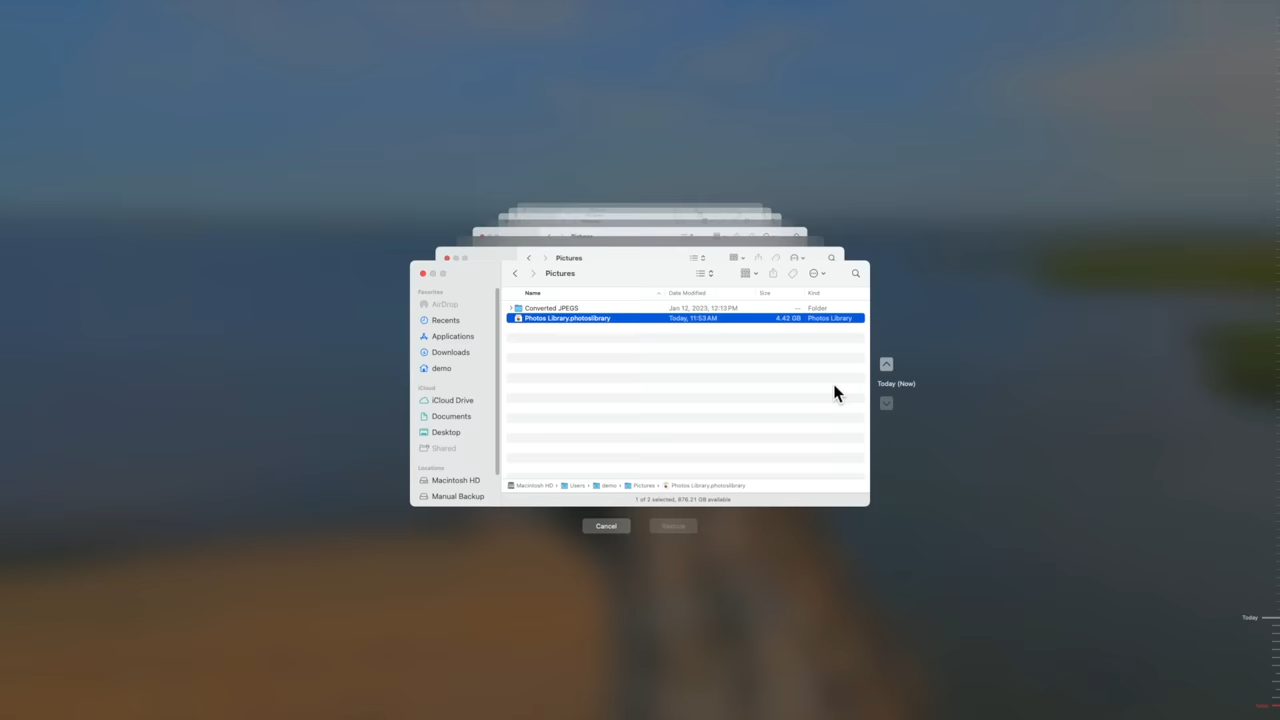 Pictures
Pictures
Pictures
Favorites
Name Date Modified Size Kind
AirDrop
Converted JPEGS Jan 12, 2023, 12:13 PM -- Folder
Recents
Photos Library.photoslibrary Today, 11:53 AM 4.42 GB Photos Library
Applications
Downloads
demo
Today (Now)
iCloud
iCloud Drive
Documents
Desktop
Shared
Locations
Macintosh HD
Macintosh HD › Users › demo › Pictures › Photos Library.photoslibrary
Manual Backup
1 of 2 selected, 876.21 GB available
Cancel Restore
Today